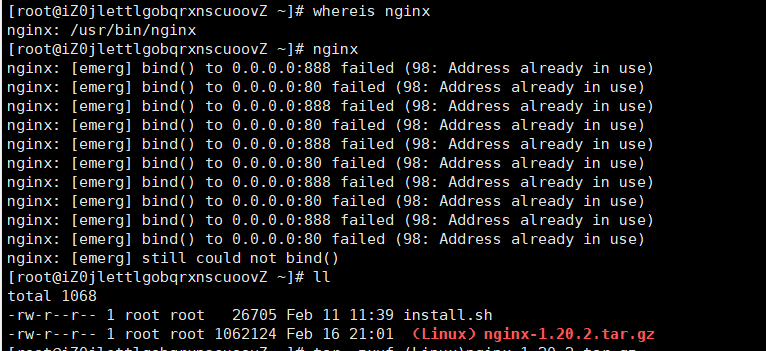 [root@iZ0jlettlgobqrxnscuoovZ ~]# whereis nginx
nginx: /usr/bin/nginx
[root@iZ0jlettlgobqrxnscuoovZ ~]# nginx
nginx: [emerg] bind() to 0.0.0.0:888 failed (98: Address already in use)
nginx: [emerg] bind() to 0.0.0.0:80 failed (98: Address already in use)
nginx: [emerg] bind() to 0.0.0.0:888 failed (98: Address already in use)
nginx: [emerg] bind() to 0.0.0.0:80 failed (98: Address already in use)
nginx: [emerg] bind() to 0.0.0.0:888 failed (98: Address already in use)
nginx: [emerg] bind() to 0.0.0.0:80 failed (98: Address already in use)
nginx: [emerg] bind() to 0.0.0.0:888 failed (98: Address already in use)
nginx: [emerg] bind() to 0.0.0.0:80 failed (98: Address already in use)
nginx: [emerg] bind() to 0.0.0.0:888 failed (98: Address already in use)
nginx: [emerg] bind() to 0.0.0.0:80 failed (98: Address already in use)
nginx: [emerg] still could not bind()
[root@iZ0jlettlgobqrxnscuoovZ ~]# ll
total 1068
-rw-r--r-- 1 root root   26705 Feb 11 11:39 install.sh
-rw-r--r-- 1 root root 1062124 Feb 16 21:01 （Linux）nginx-1.20.2.tar.gz
[root@iZ0jlettlgobqrxnscuoovZ ~]#